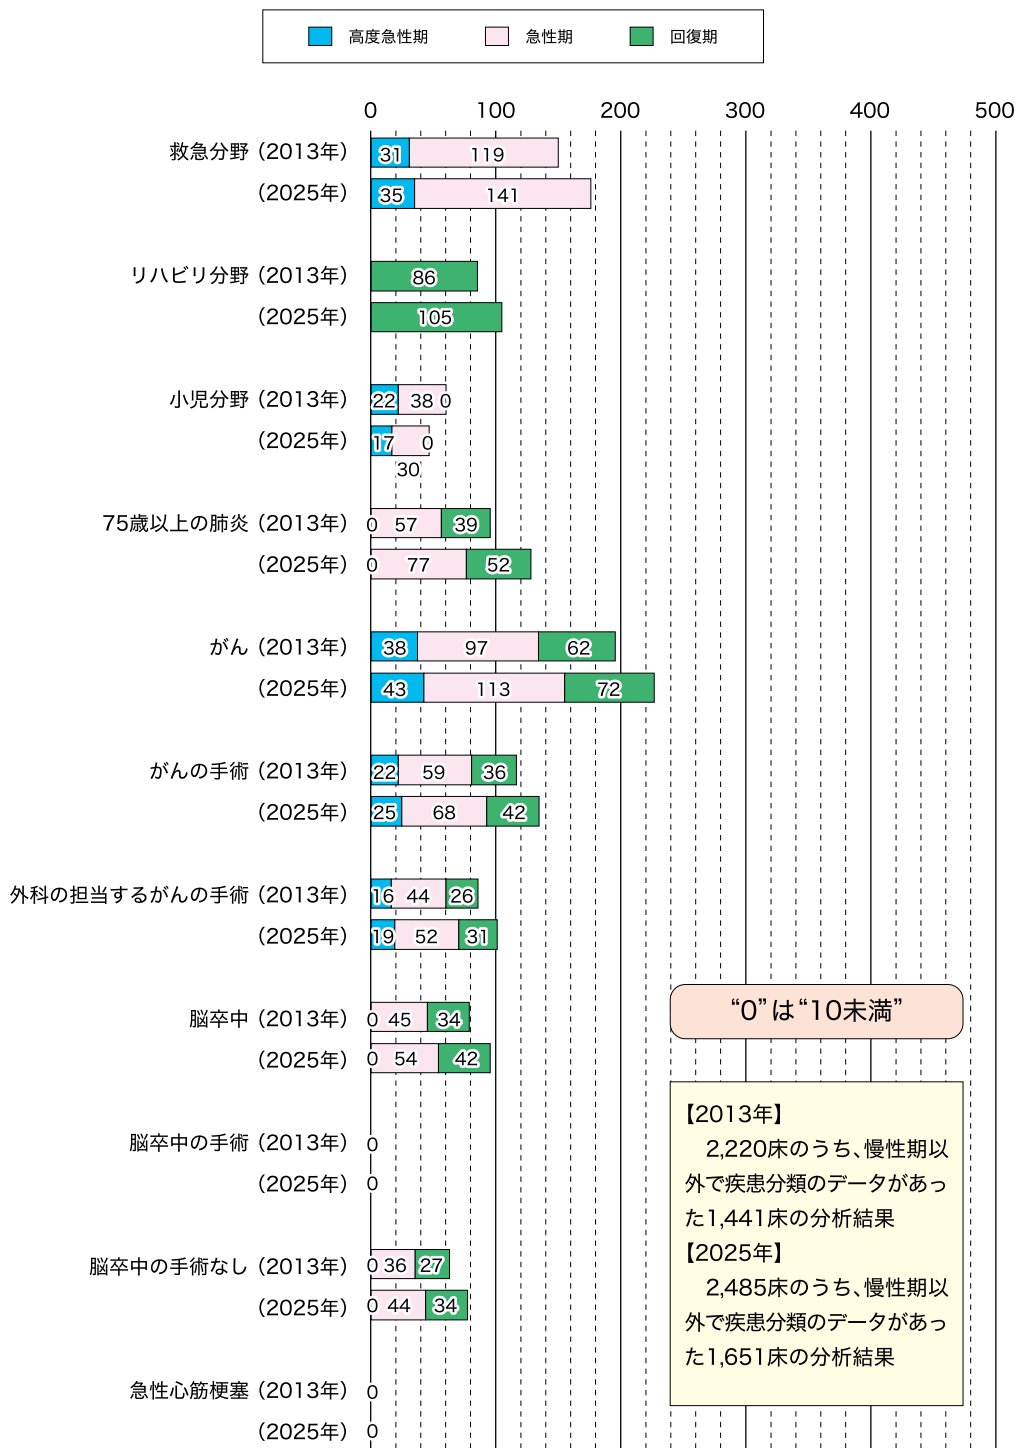 高度急性期 急性期 回復期
0 100 200 300 400 500
救急分野（2013年） 31 119
（2025年） 35 141
リハビリ分野（2013年） 86
（2025年） 105
小児分野（2013年） 22 38 0
（2025年） 17 0
30
75歳以上の肺炎（2013年） 0 57 39
（2025年） 0 77 52
がん（2013年） 38 97 62
（2025年） 43 113 72
がんの手術（2013年） 22 59 36
（2025年） 25 68 42
外科の担当するがんの手術（2013年） 16 44 26
（2025年） 19 52 31
脳卒中（2013年） 0 45 34
（2025年） 0 54 42
脳卒中の手術（2013年） 0
（2025年） 0
脳卒中の手術なし（2013年） 0 36 27
（2025年） 0 44 34
急性心筋梗塞（2013年） 0
（2025年） 0
“0”は“10未満”
【2013年】
2,220床のうち、慢性期以
外で疾患分類のデータがあっ
た1,441床の分析結果
【2025年】
2,485床のうち、慢性期以
外で疾患分類のデータがあっ
た1,651床の分析結果